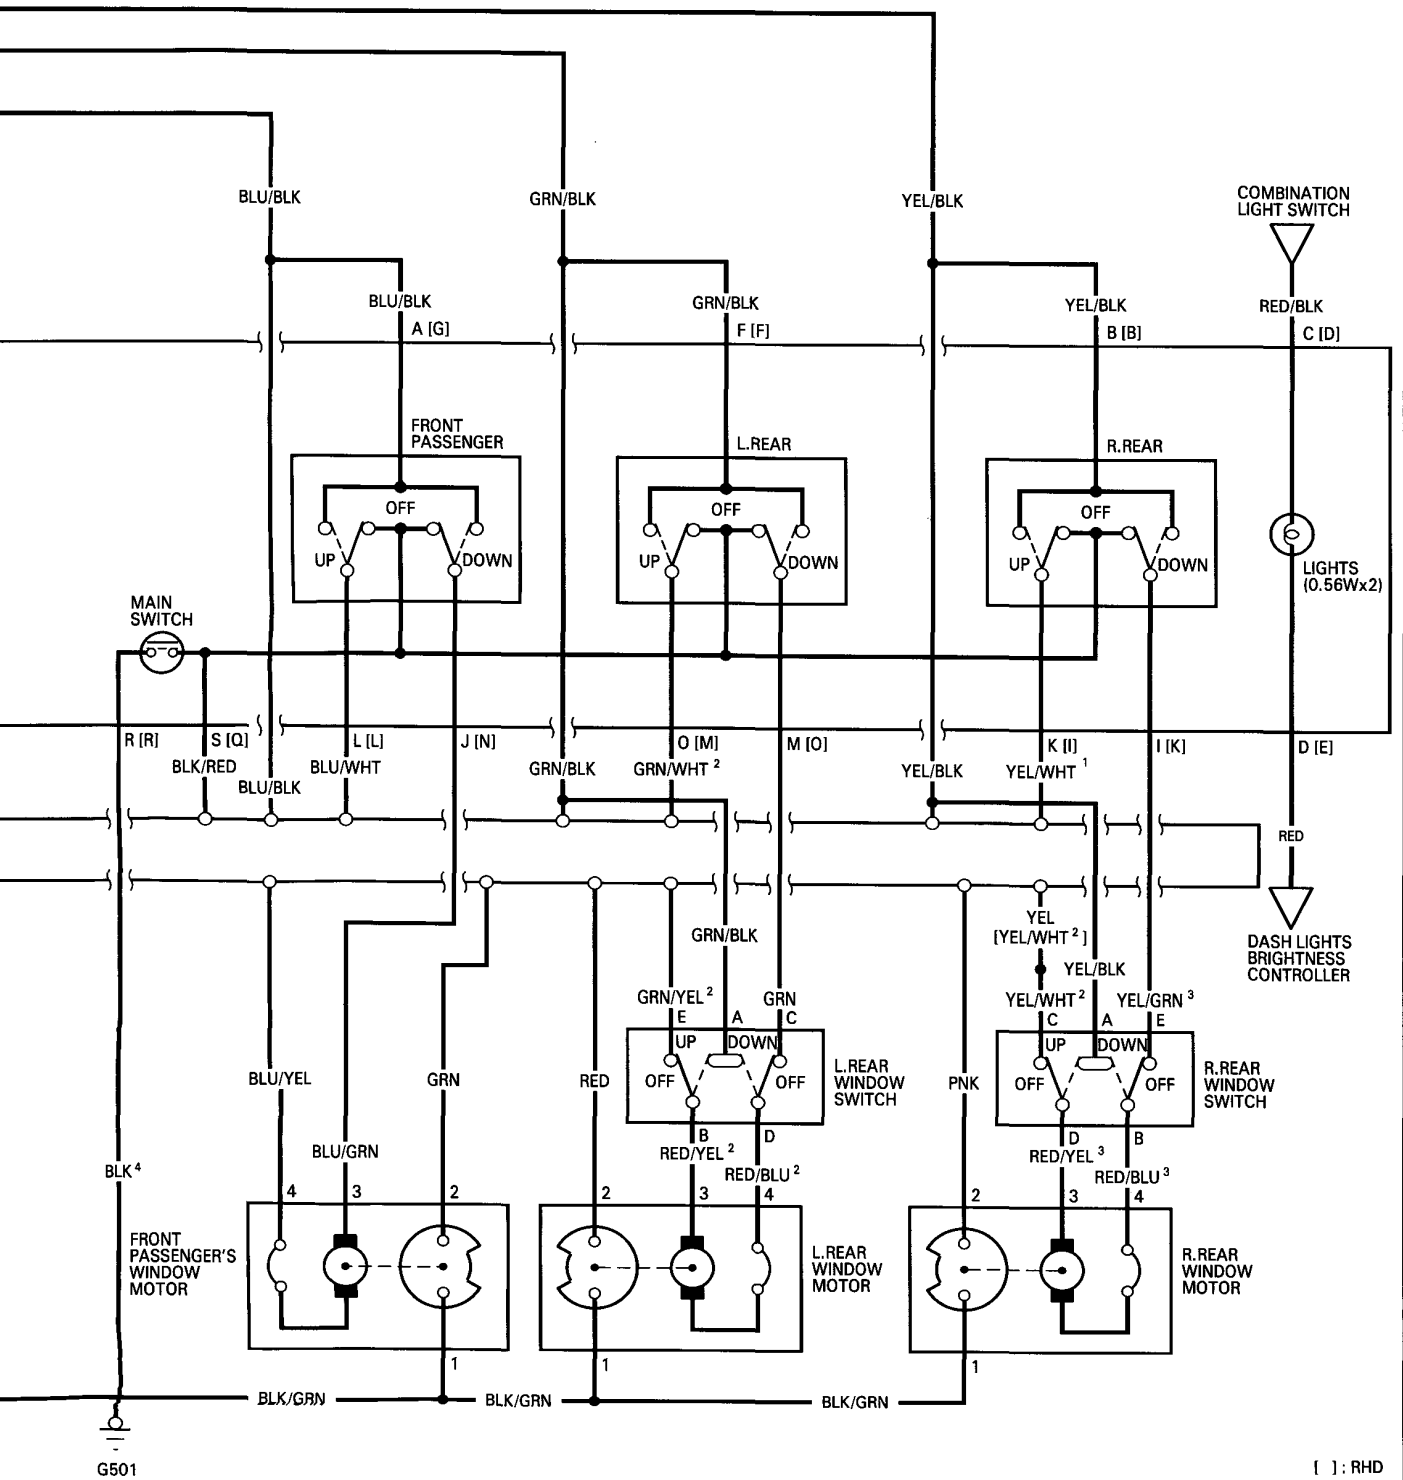 BLU/BLK
GRN/BLK
YEL/BLK
COMBINATION
LIGHT SWITCH
BLU/BLK
GRN/BLK
YEL/BLK
RED/BLK
A [G]
F [F]
B [B]
C [D]
FRONT
PASSENGER
L.REAR
R.REAR
OFF
UP
DOWN
OFF
UP
DOWN
OFF
UP
DOWN
LIGHTS
(0.56Wx2)
MAIN
SWITCH
R [R]
S [Q]
L [L]
J [N]
O [M]
M [O]
K [I]
I [K]
D [E]
BLK/RED
BLU/BLK
BLU/WHT
GRN/BLK
GRN/WHT 2
YEL/BLK
YEL/WHT 1
RED
GRN/BLK
YEL
[YEL/WHT 2]
YEL/BLK
DASH LIGHTS
BRIGHTNESS
CONTROLLER
GRN/YEL 2
GRN
YEL/WHT 2
YEL/GRN 3
E
A
C
C
A
E
UP
DOWN
OFF
OFF
L.REAR
WINDOW
SWITCH
UP
DOWN
OFF
OFF
R.REAR
WINDOW
SWITCH
BLU/YEL
GRN
RED
PNK
B
D
D
B
BLU/GRN
RED/YEL 2
RED/BLU 2
RED/YEL 3
RED/BLU 3
BLK 4
4
3
2
2
3
4
2
3
4
FRONT
PASSENGER'S
WINDOW
MOTOR
L.REAR
WINDOW
MOTOR
R.REAR
WINDOW
MOTOR
1
1
1
BLK/GRN
BLK/GRN
BLK/GRN
G501
[ ] : RHD